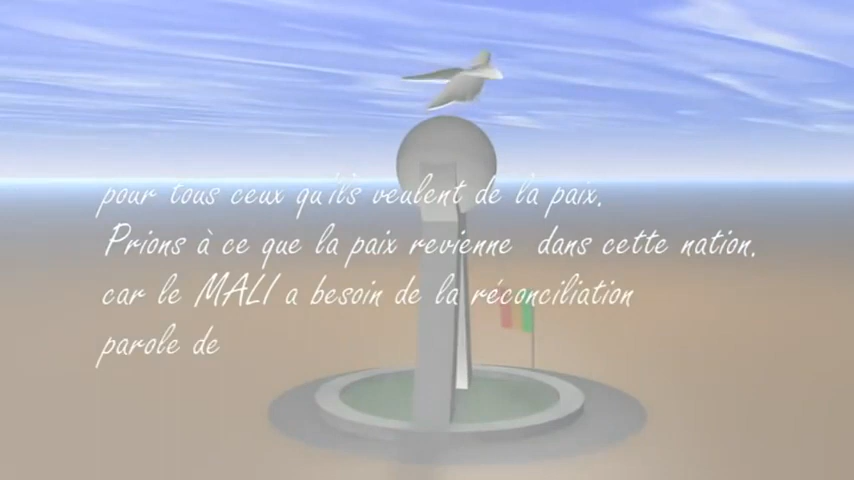 pour tous ceux qu'ils veulent de la paix.
Prions à ce que la paix revienne dans cette nation.
car le MALI a besoin de la réconciliation
parole de